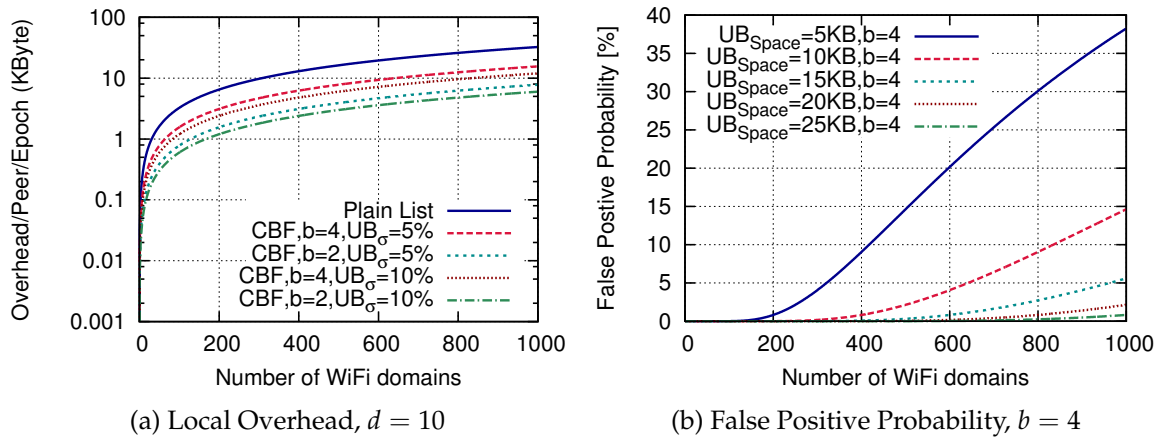 Overhead/Peer/Epoch (KByte)
100
10
1
0.1
0.01
0.001
Plain List
CBF,b=4,UBσ=5%
CBF,b=2,UBσ=5%
CBF,b=4,UBσ=10%
CBF,b=2,UBσ=10%
0 200 400 600 800 1000
Number of WiFi domains
(a) Local Overhead, d = 10
False Postive Probability [%]
40
35
30
25
20
15
10
5
0
UBSpace=5KB,b=4
UBSpace=10KB,b=4
UBSpace=15KB,b=4
UBSpace=20KB,b=4
UBSpace=25KB,b=4
0 200 400 600 800 1000
Number of WiFi domains
(b) False Positive Probability, b = 4